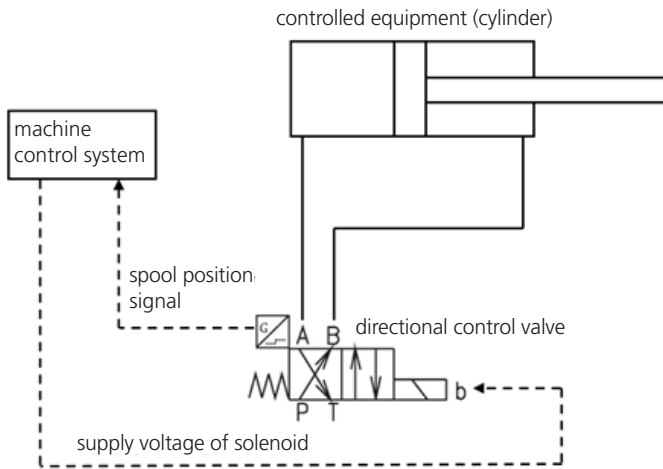 controlled equipment (cylinder)
machine
control system
spool position
signal
G
A B
directional control valve
b
P T
supply voltage of solenoid